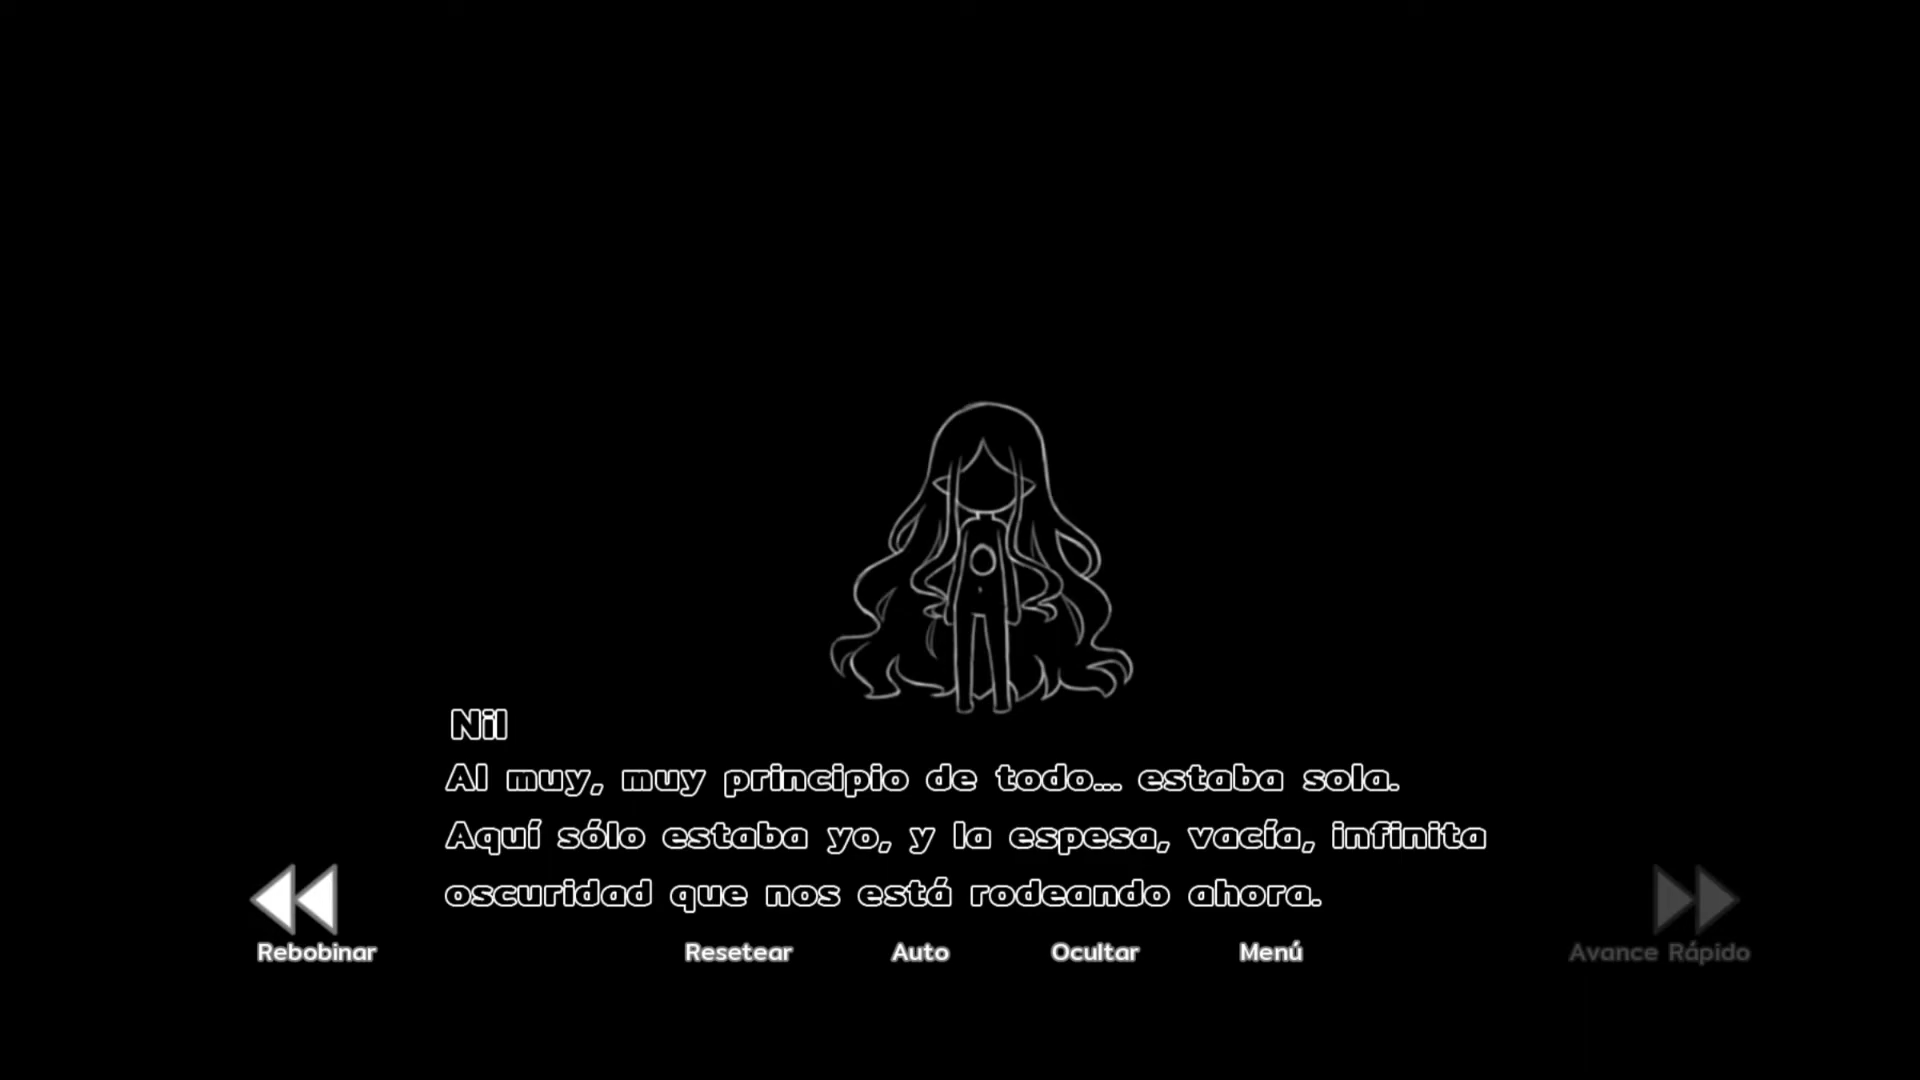 Nil
Al muy, muy principio de todo... estaba sola.
Aquí sólo estaba yo, y la espesa, vacía, infinita
oscuridad que nos está rodeando ahora.
Rebobinar
Resetear
Auto
Ocultar
Menú
Avance Rápido